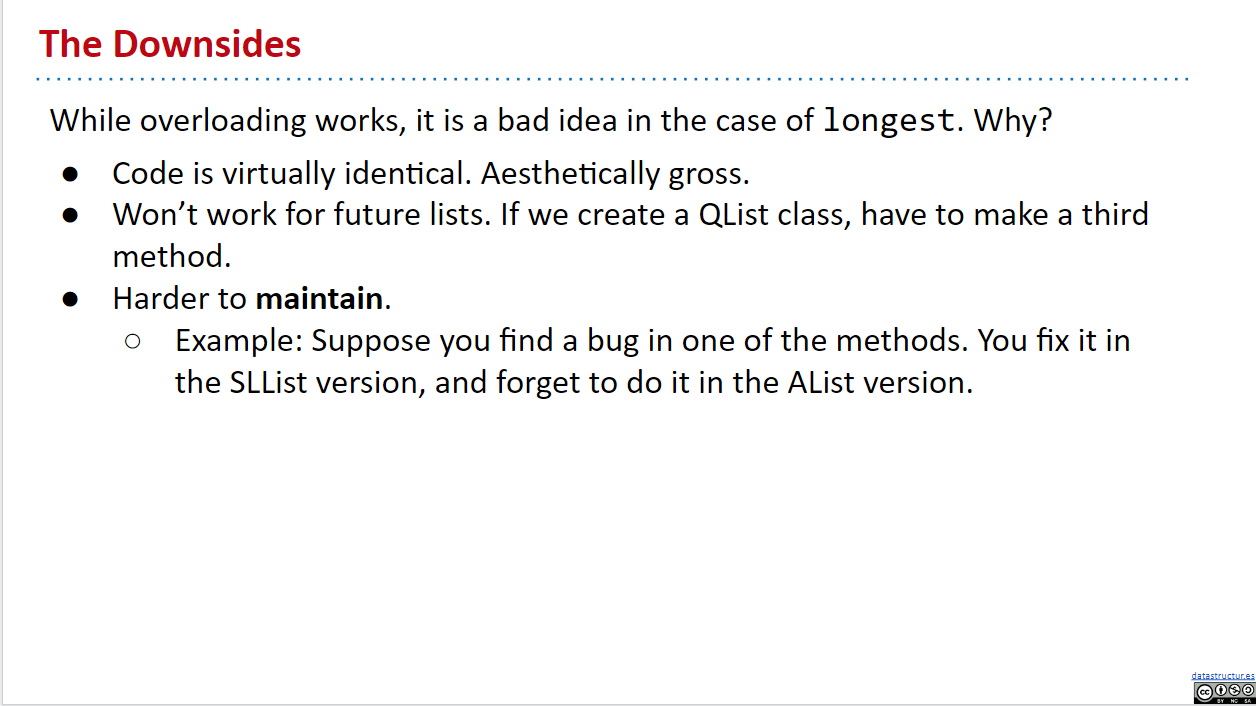 The Downsides
While overloading works, it is a bad idea in the case of longest. Why?
● Code is virtually identical. Aesthetically gross.
● Won’t work for future lists. If we create a QList class, have to make a third
method.
● Harder to maintain.
○ Example: Suppose you find a bug in one of the methods. You fix it in
the SLList version, and forget to do it in the AList version.
datastructur.es
cc
BY NC SA